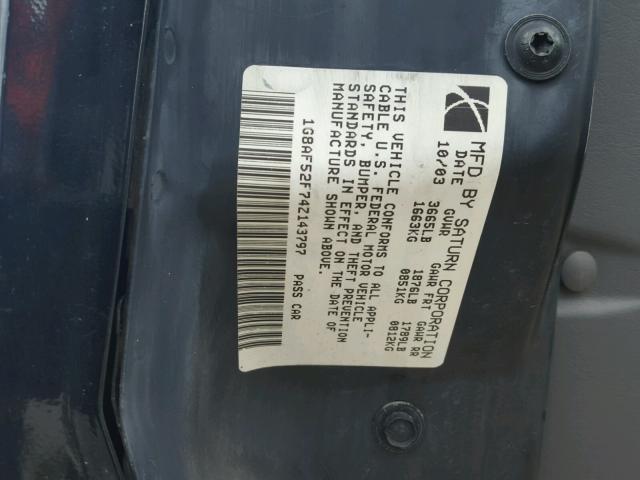 MFD BY SATURN CORPORATION
DATE GVWR GAWR FRT GAWR RR
10/03 3665LB 1876LB 1789LB
1663KG 0851KG 0812KG
THIS VEHICLE CONFORMS TO ALL APPLI-
CABLE U.S. FEDERAL MOTOR VEHICLE
SAFETY, BUMPER, AND THEFT PREVENTION
STANDARDS IN EFFECT ON THE DATE OF
MANUFACTURE SHOWN ABOVE.
1G8AF52F74Z143797 PASS CAR